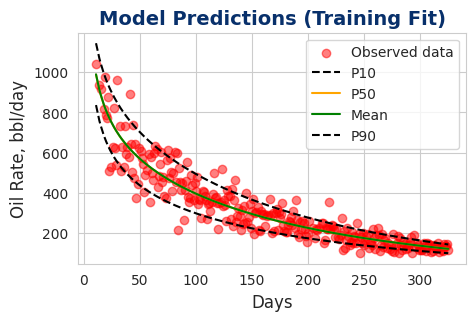 Model Predictions (Training Fit)
Oil Rate, bbl/day
1000
800
600
400
200
Observed data
P10
P50
Mean
P90
0
50
100
150
200
250
300
Days